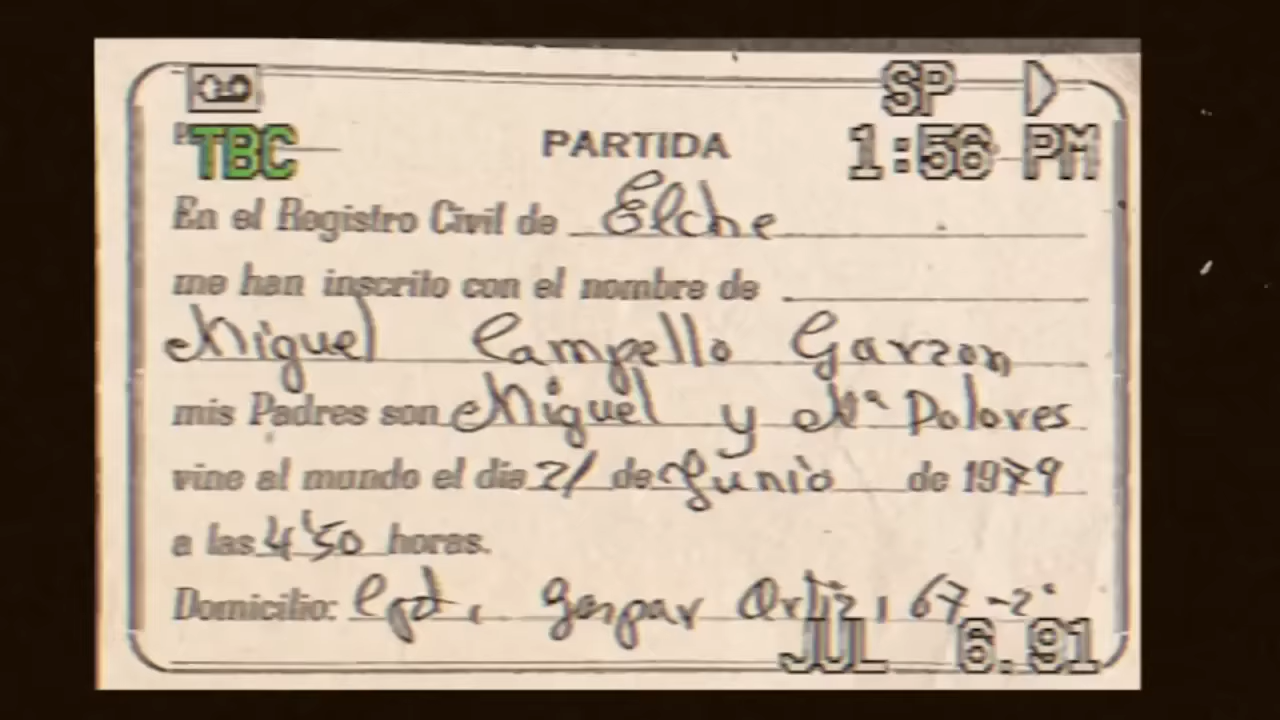 SP
TBC
PARTIDA
1:56 PM
En el Registro Civil de Elche
me han inscrito con el nombre de
Miguel Campello Garzon
mis Padres son Miguel y Mª Dolores
vine al mundo el dia 21 de Junio de 1979
a las 4'50 horas.
Domicilio: Cpt. Gaspar Ortiz, 67-2º
JUL 6.91